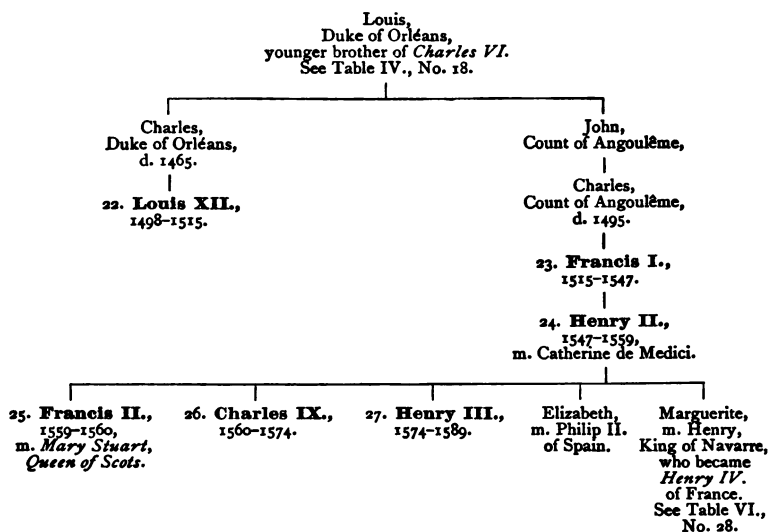 Louis,
Duke of Orléans,
younger brother of Charles VI.
See Table IV., No. 18.
Charles,
Duke of Orléans,
d. 1465.
22. Louis XII.,
1498-1515.
John,
Count of Angoulême,
Charles,
Count of Angoulême,
d. 1495.
23. Francis I.,
1515-1547.
24. Henry II.,
1547-1559,
m. Catherine de Medici.
25. Francis II.,
1559-1560,
m. Mary Stuart,
Queen of Scots.
26. Charles IX.,
1560-1574.
27. Henry III.,
1574-1589.
Elizabeth,
m. Philip II.
of Spain.
Marguerite,
m. Henry,
King of Navarre,
who became
Henry IV.
of France.
See Table VI.,
No. 28.